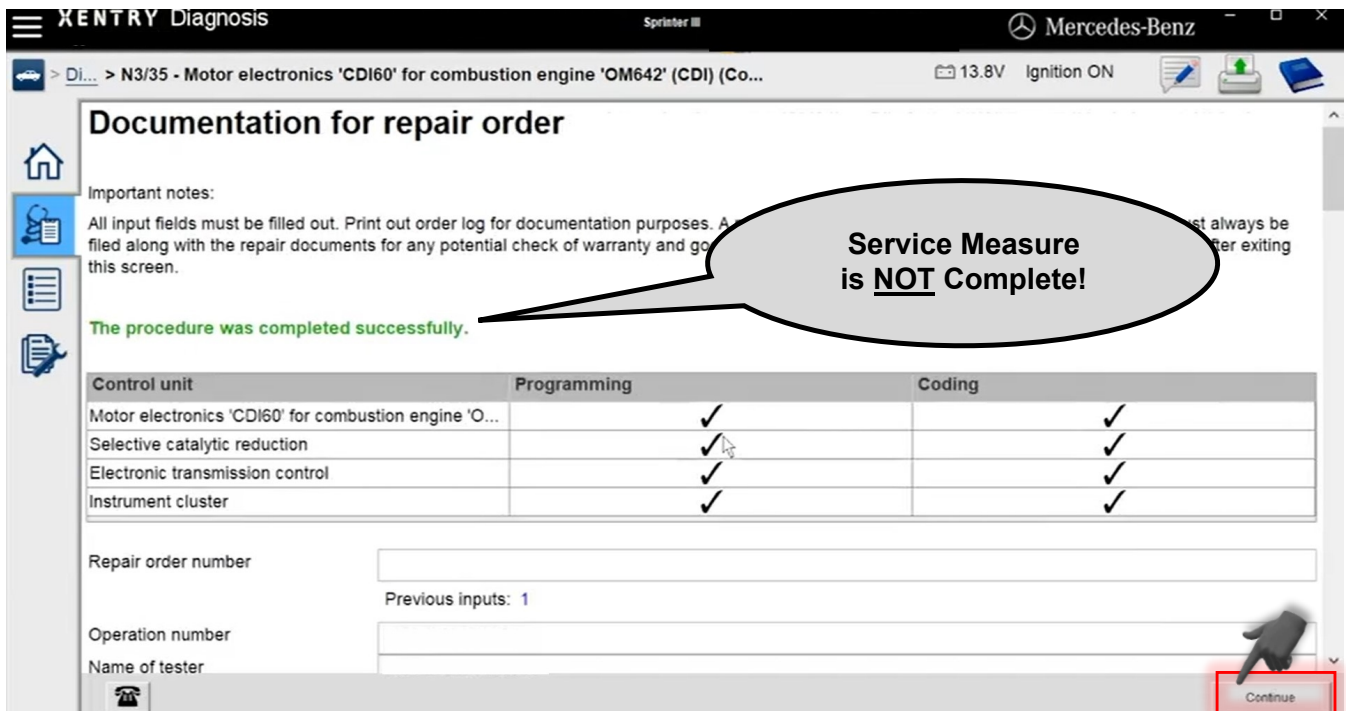 XENTRY Diagnosis
Sprinter III
Mercedes-Benz
> Di... > N3/35 - Motor electronics 'CDI60' for combustion engine 'OM642' (CDI) (Co...
13.8V Ignition ON
Documentation for repair order
Important notes:
All input fields must be filled out. Print out order log for documentation purposes. A
always be
filed along with the repair documents for any potential check of warranty and
exiting
this screen.
Service Measure
is NOT Complete!
The procedure was completed successfully.
Control unit Programming Coding
Motor electronics 'CDI60' for combustion engine 'O... ✓ ✓
Selective catalytic reduction ✓ ✓
Electronic transmission control ✓ ✓
Instrument cluster ✓ ✓
Repair order number
Previous inputs: 1
Operation number
Name of tester
Continue